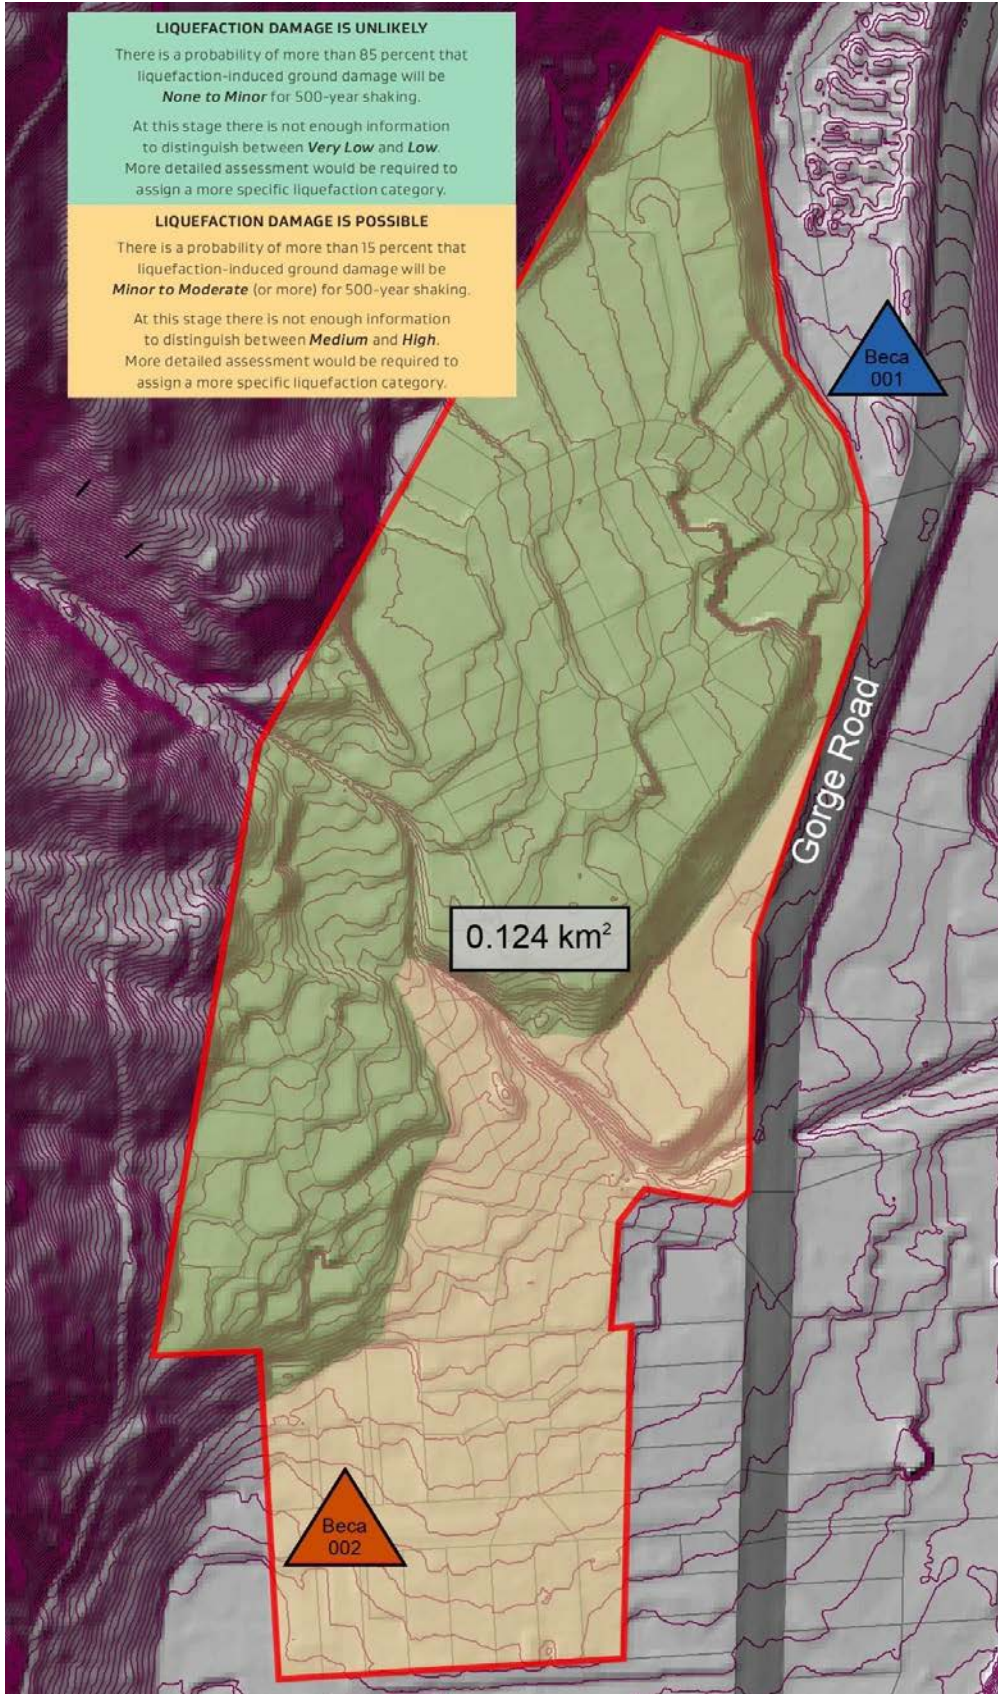 LIQUEFACTION DAMAGE IS UNLIKELY
There is a probability of more than 85 percent that
liquefaction-induced ground damage will be
None to Minor for 500-year shaking.
At this stage there is not enough information
to distinguish between Very Low and Low.
More detailed assessment would be required to
assign a more specific liquefaction category.
LIQUEFACTION DAMAGE IS POSSIBLE
There is a probability of more than 15 percent that
liquefaction-induced ground damage will be
Minor to Moderate (or more) for 500-year shaking.
At this stage there is not enough information
to distinguish between Medium and High.
More detailed assessment would be required to
assign a more specific liquefaction category.
Beca
001
Gorge Road
0.124 km²
Beca
002